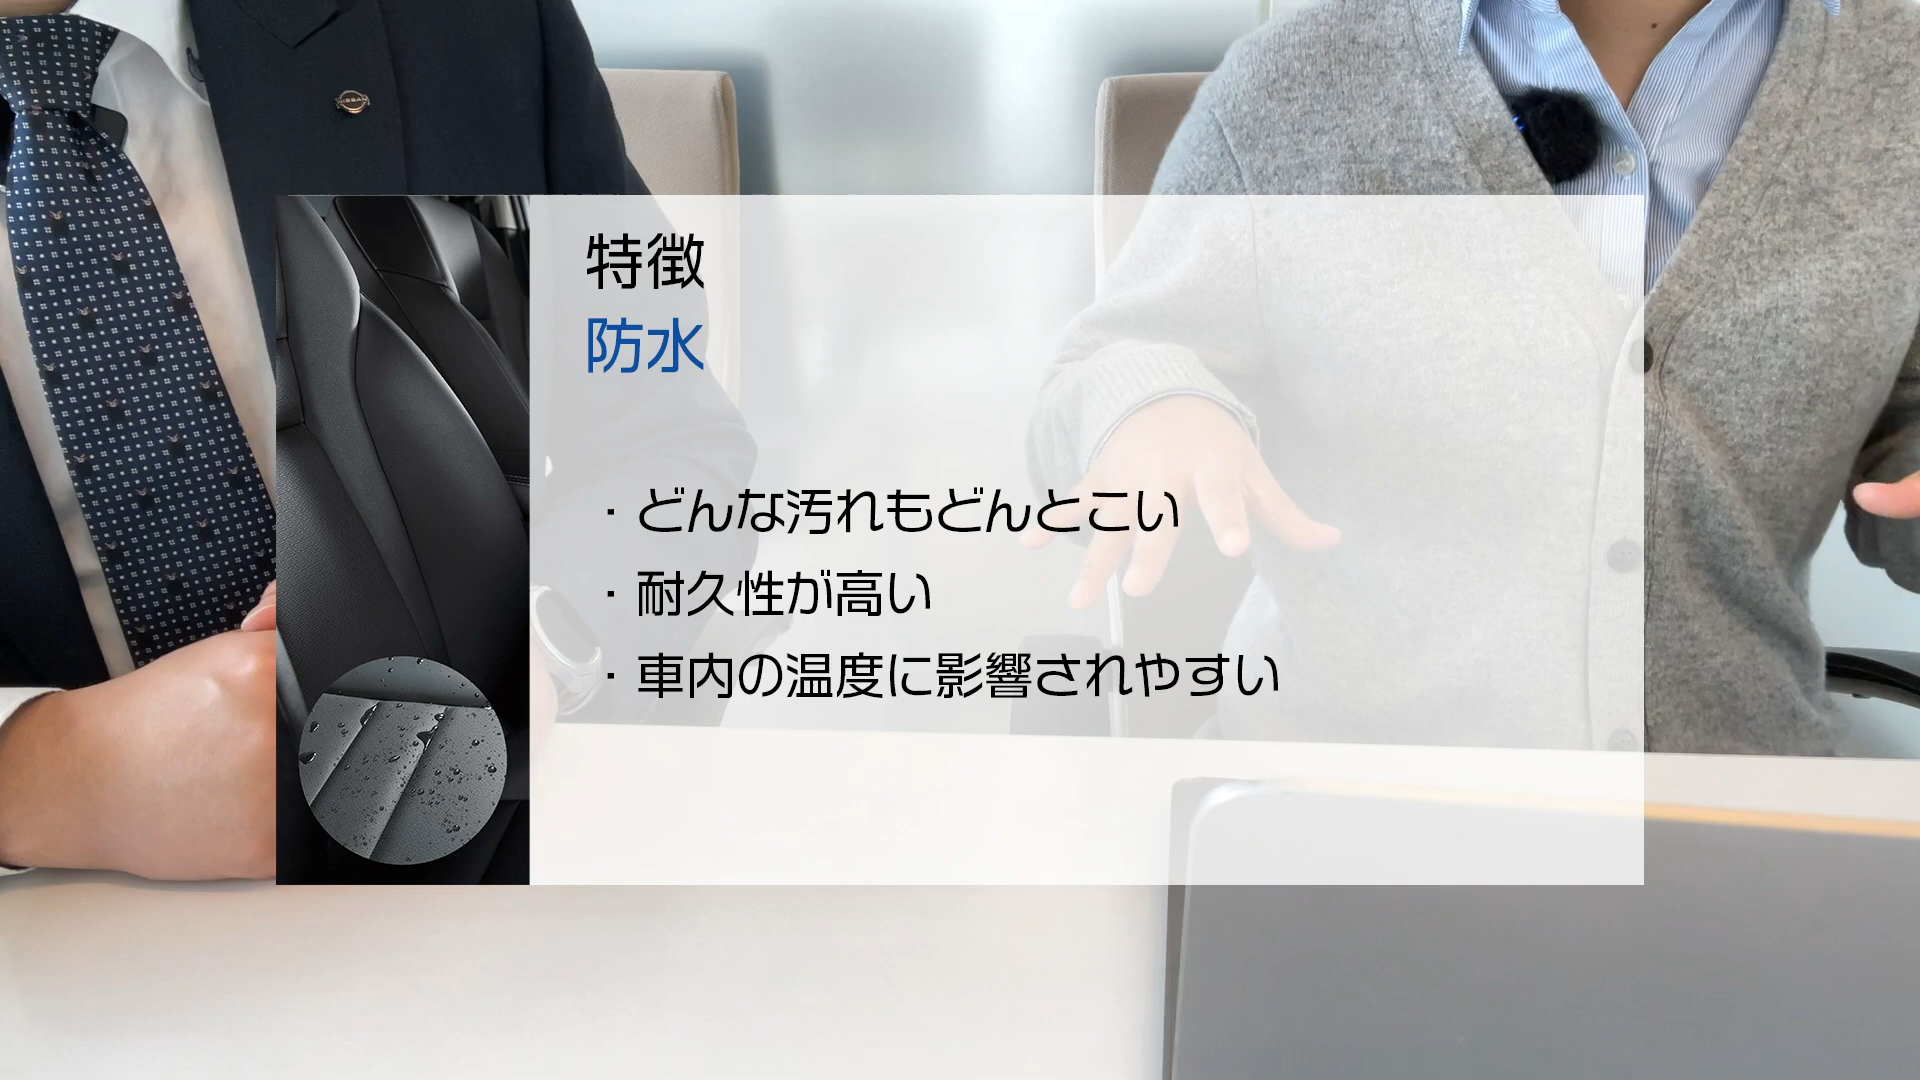 NISSAN
特徴
防水
・どんな汚れもどんとこい
・耐久性が高い
・車内の温度に影響されやすい